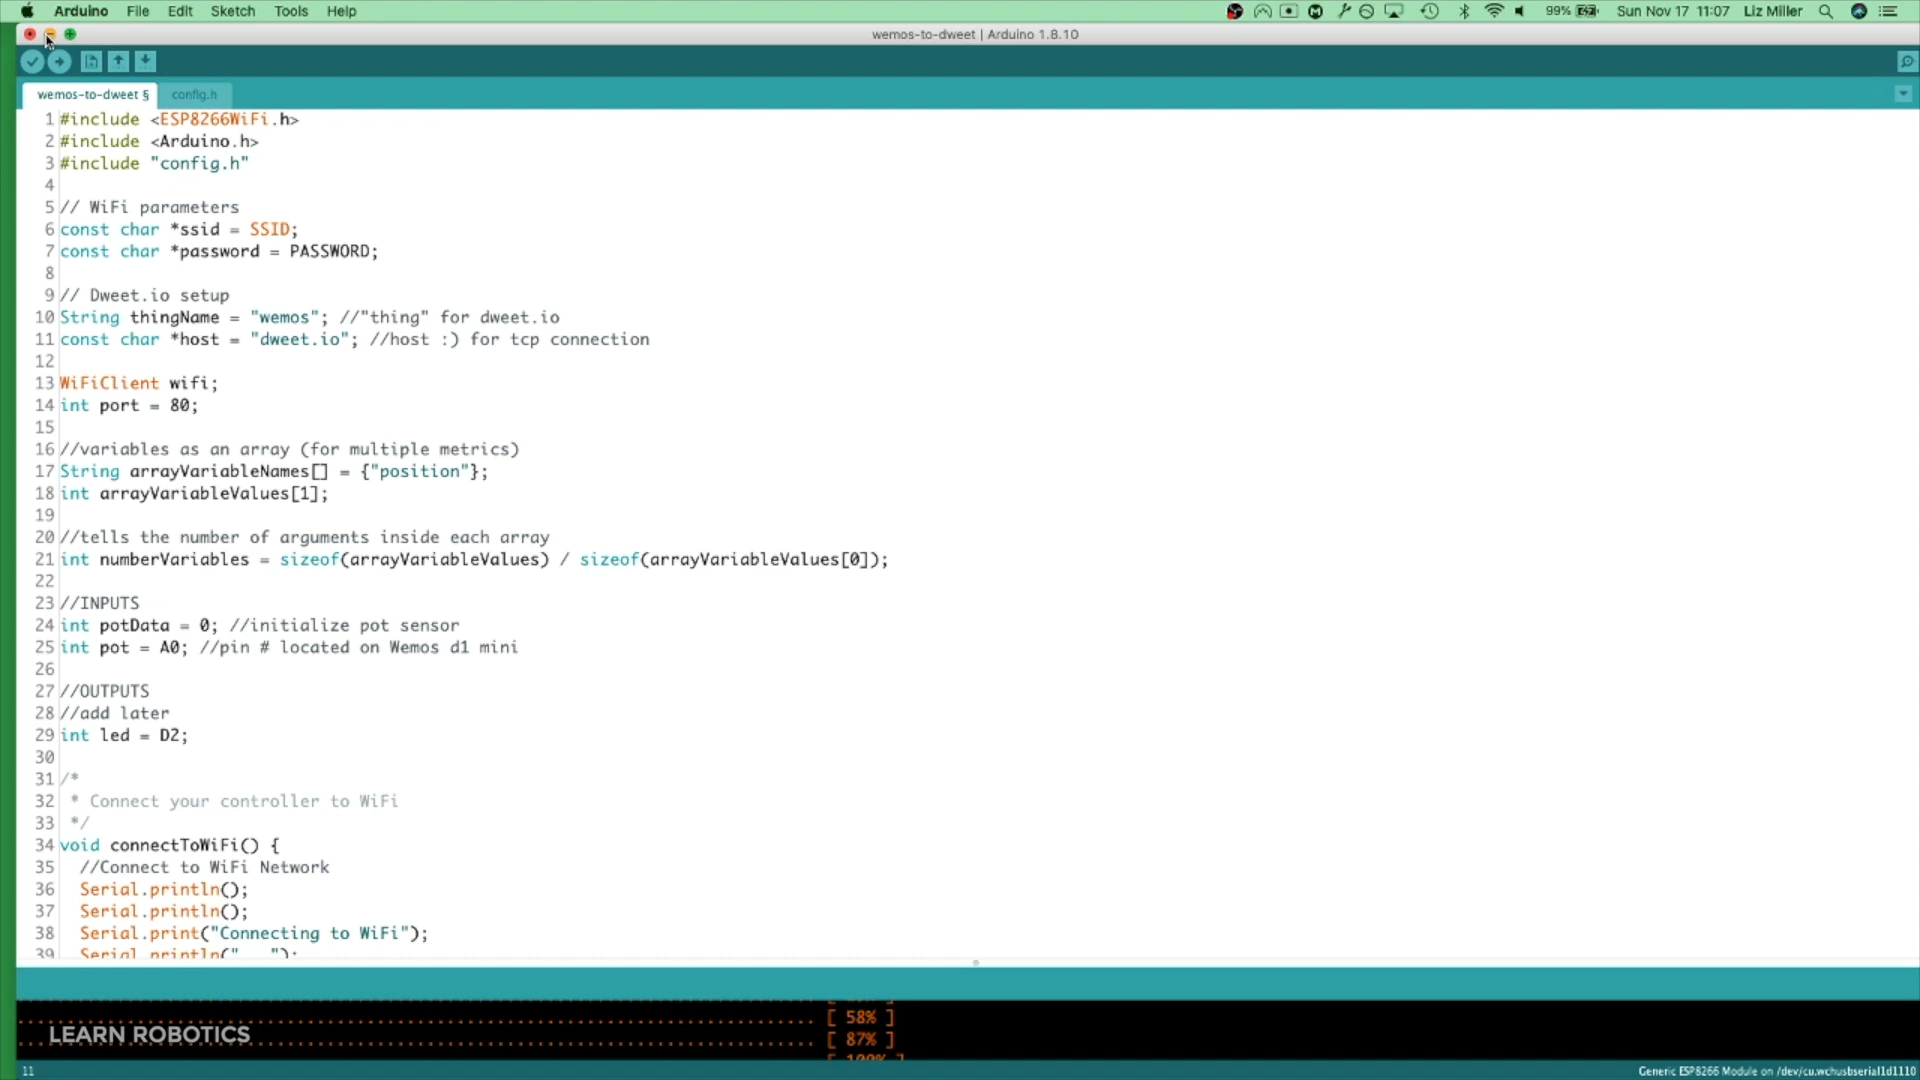 Arduino File Edit Sketch Tools Help 99% Sun Nov 17 11:07 Liz Miller
wemos-to-dweet | Arduino 1.8.10
wemos-to-dweet § config.h
1 #include <ESP8266WiFi.h>
2 #include <Arduino.h>
3 #include "config.h"
4
5 // WiFi parameters
6 const char *ssid = SSID;
7 const char *password = PASSWORD;
8
9 // Dweet.io setup
10 String thingName = "wemos"; //"thing" for dweet.io
11 const char *host = "dweet.io"; //host :) for tcp connection
12
13 WiFiClient wifi;
14 int port = 80;
15
16 //variables as an array (for multiple metrics)
17 String arrayVariableNames[] = {"position"};
18 int arrayVariableValues[1];
19
20 //tells the number of arguments inside each array
21 int numberVariables = sizeof(arrayVariableValues) / sizeof(arrayVariableValues[0]);
22
23 //INPUTS
24 int potData = 0; //initialize pot sensor
25 int pot = A0; //pin # located on Wemos d1 mini
26
27 //OUTPUTS
28 //add later
29 int led = D2;
30
31 /*
32 * Connect your controller to WiFi
33 */
34 void connectToWiFi() {
35 //Connect to WiFi Network
36 Serial.println();
37 Serial.println();
38 Serial.print("Connecting to WiFi");
39 Serial.println("...");
[ 58% ]
LEARN ROBOTICS
[ 87% ]
[ 100% ]
11 Generic ESP8266 Module on /dev/cu.wchusbserial1d1110